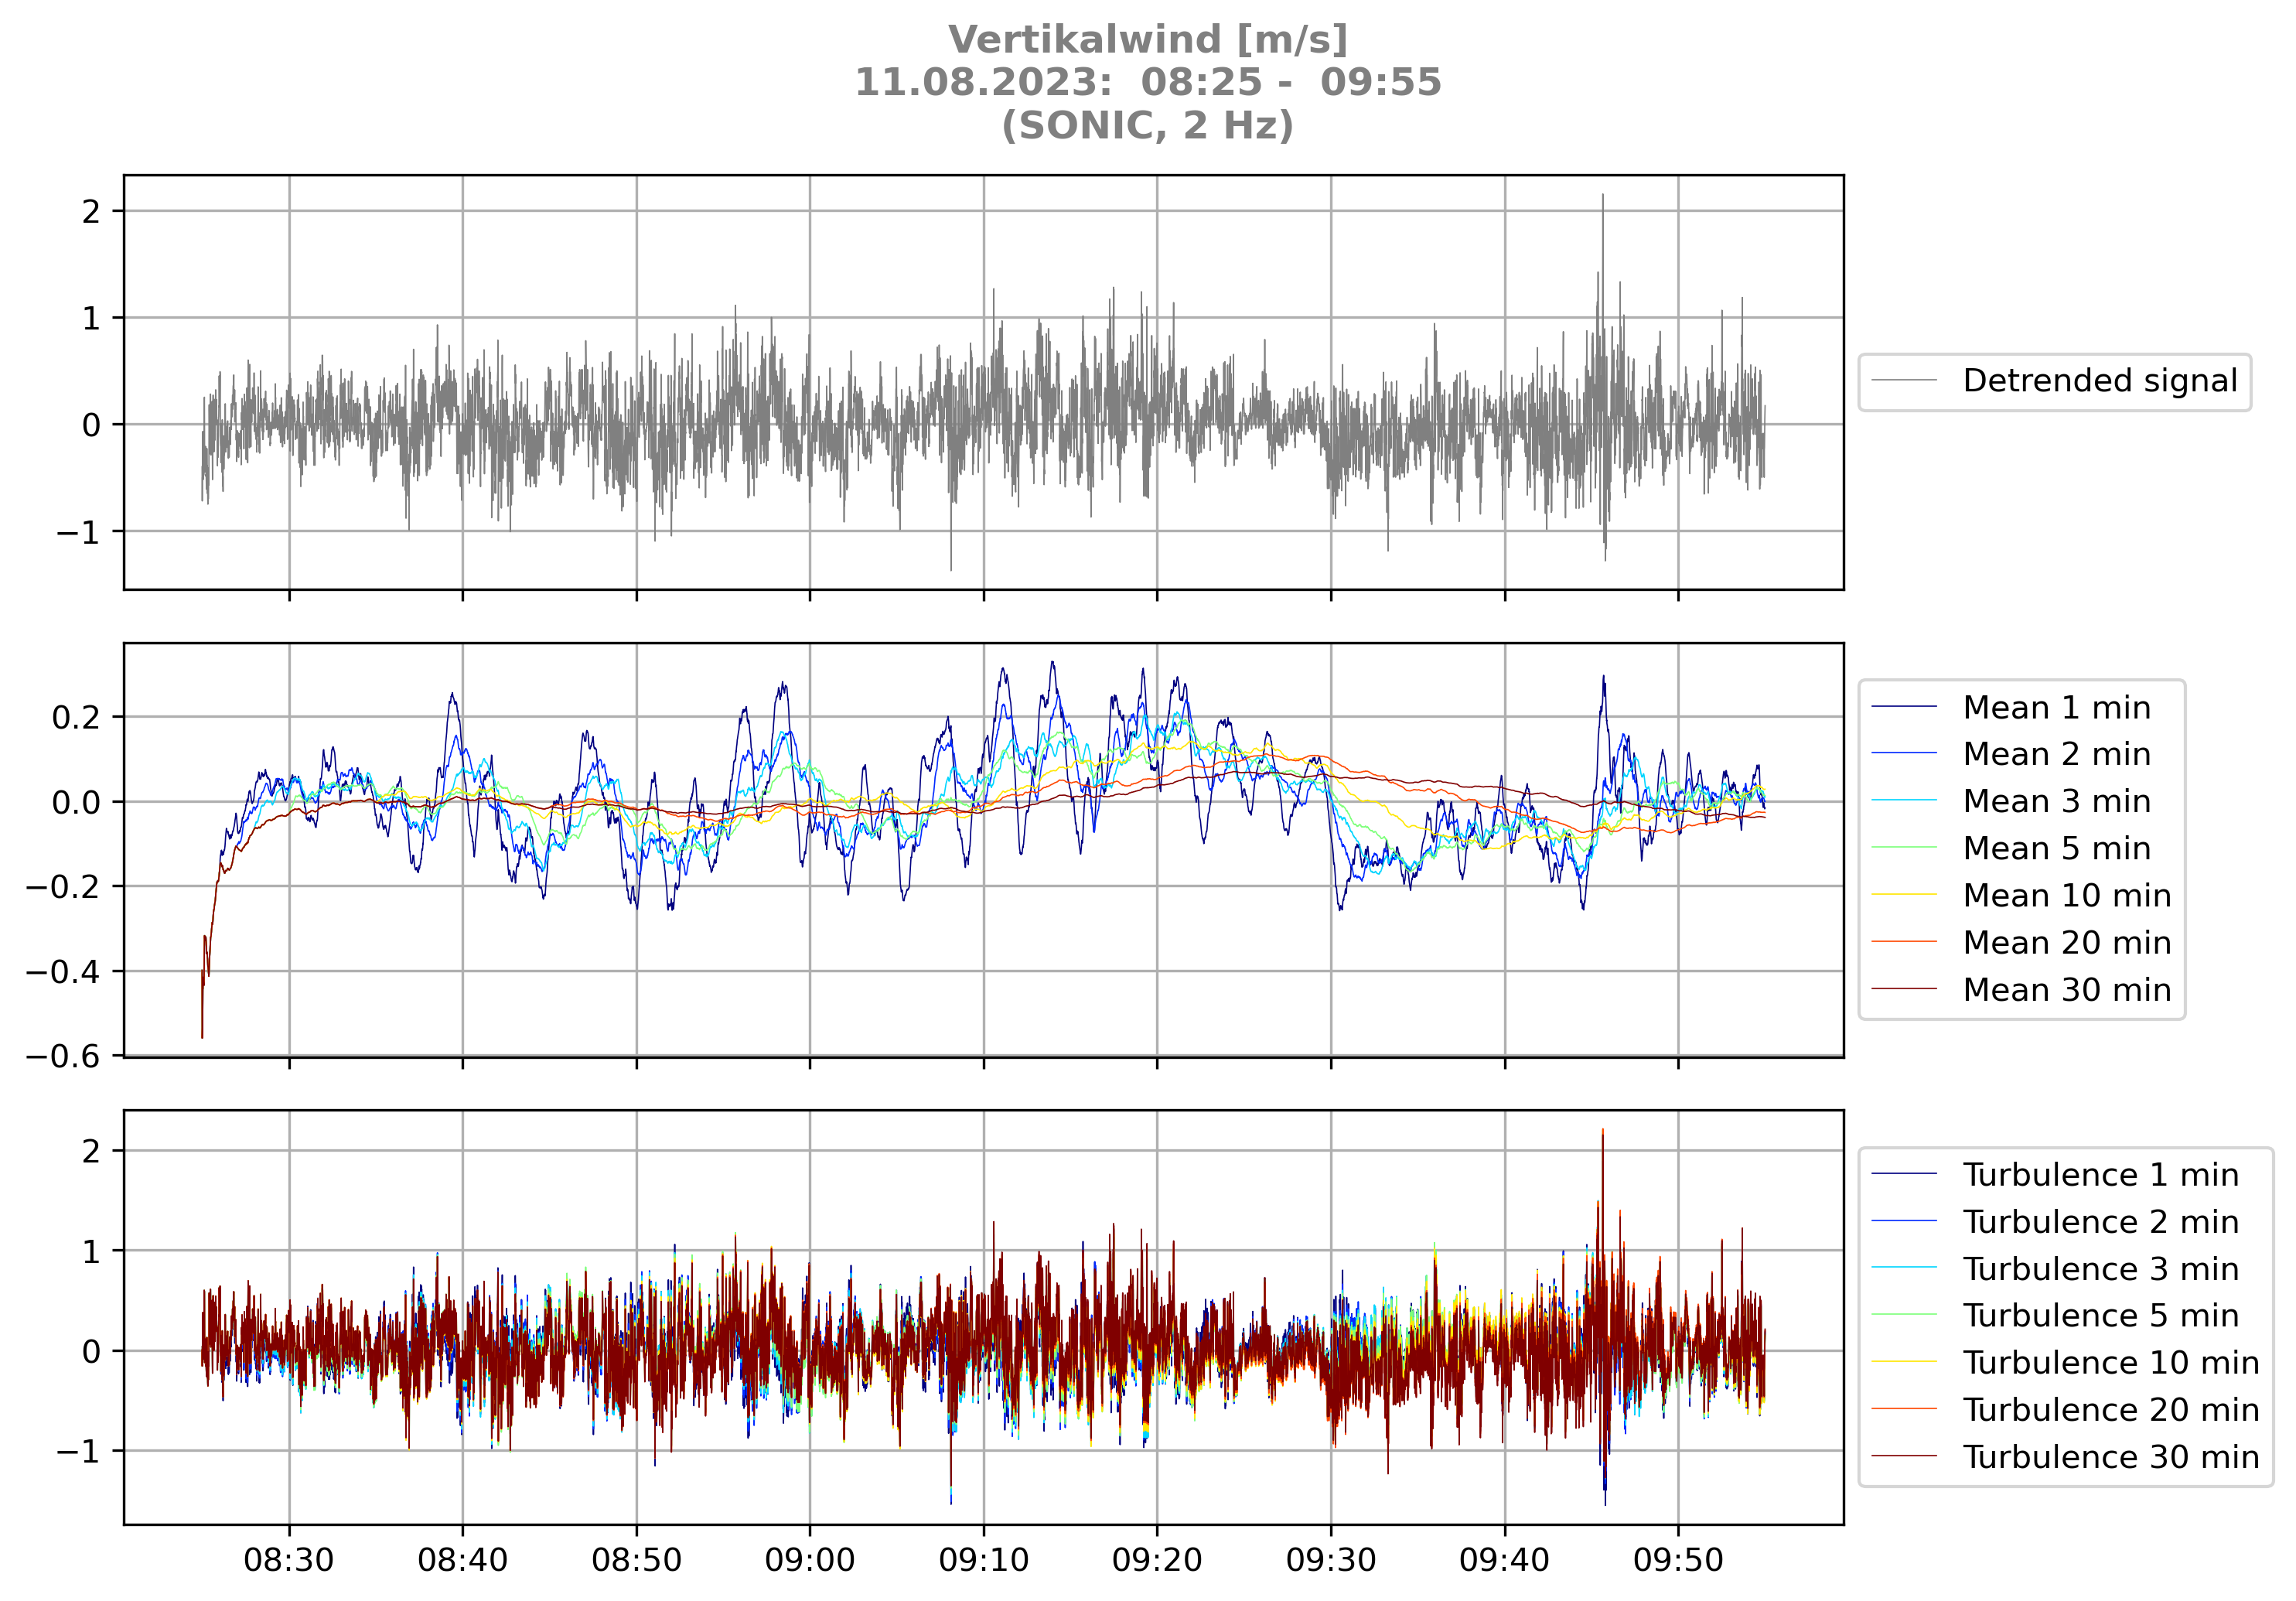 Vertikalwind [m/s]
11.08.2023:  08:25 -  09:55
(SONIC, 2 Hz)
2
1
0
−1
Detrended signal
0.2
0.0
−0.2
−0.4
−0.6
Mean 1 min
Mean 2 min
Mean 3 min
Mean 5 min
Mean 10 min
Mean 20 min
Mean 30 min
2
1
0
−1
Turbulence 1 min
Turbulence 2 min
Turbulence 3 min
Turbulence 5 min
Turbulence 10 min
Turbulence 20 min
Turbulence 30 min
08:30 08:40 08:50 09:00 09:10 09:20 09:30 09:40 09:50